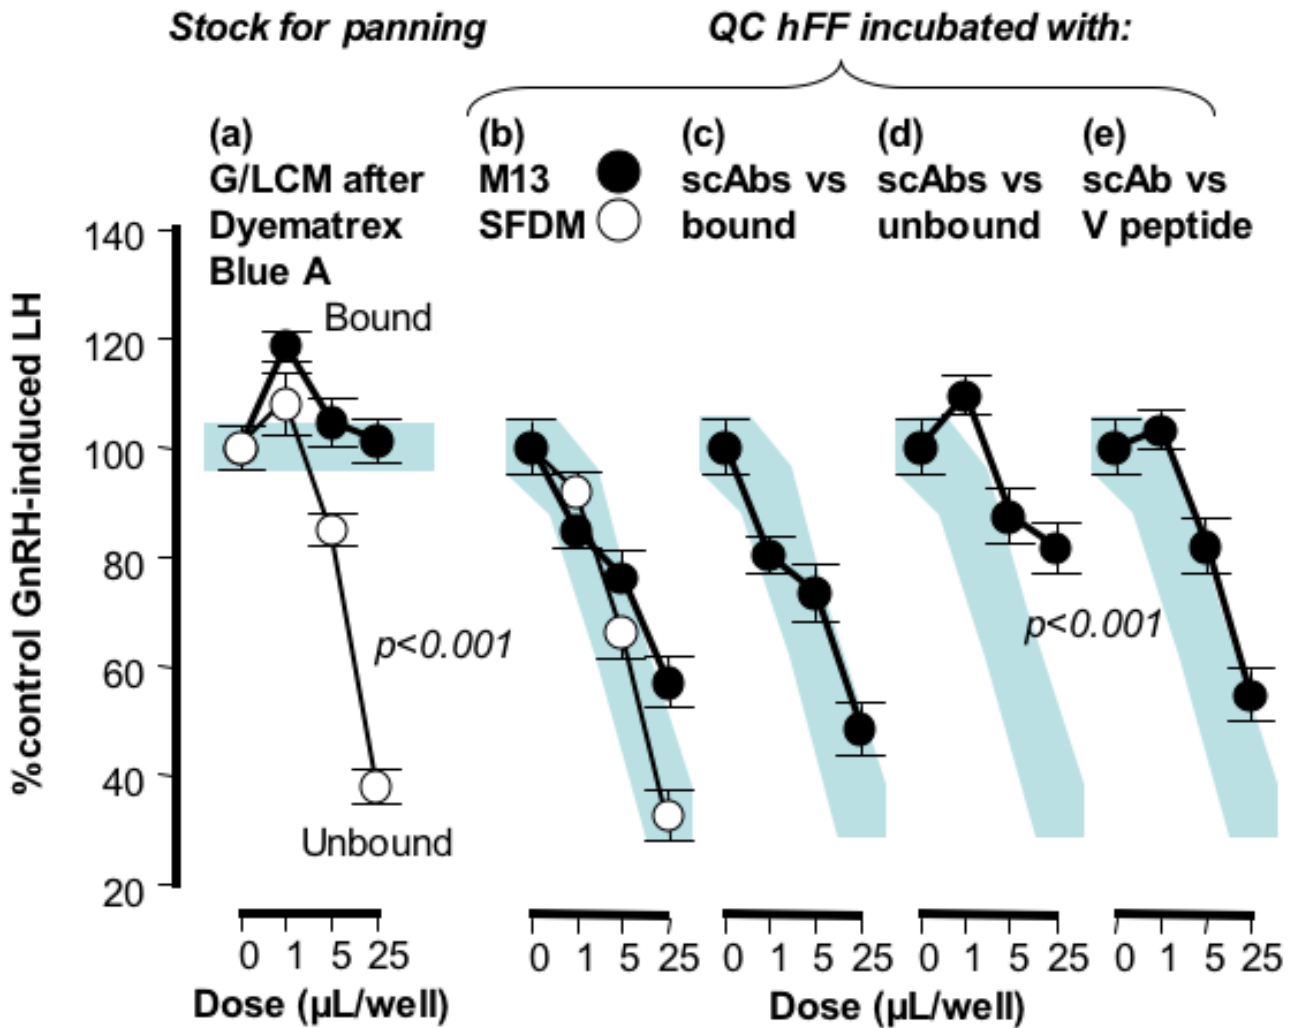 Stock for panning
QC hFF incubated with:
(a)
G/LCM after
Dyematrex
Blue A
(b)
M13
SFDM
(c)
scAbs vs
bound
(d)
scAbs vs
unbound
(e)
scAb vs
V peptide
%control GnRH-induced LH
140
120
100
80
60
40
20
Bound
p<0.001
Unbound
p<0.001
0 1 5 25
0 1 5 25
0 1 5 25
0 1 5 25
0 1 5 25
Dose (µL/well)
Dose (µL/well)